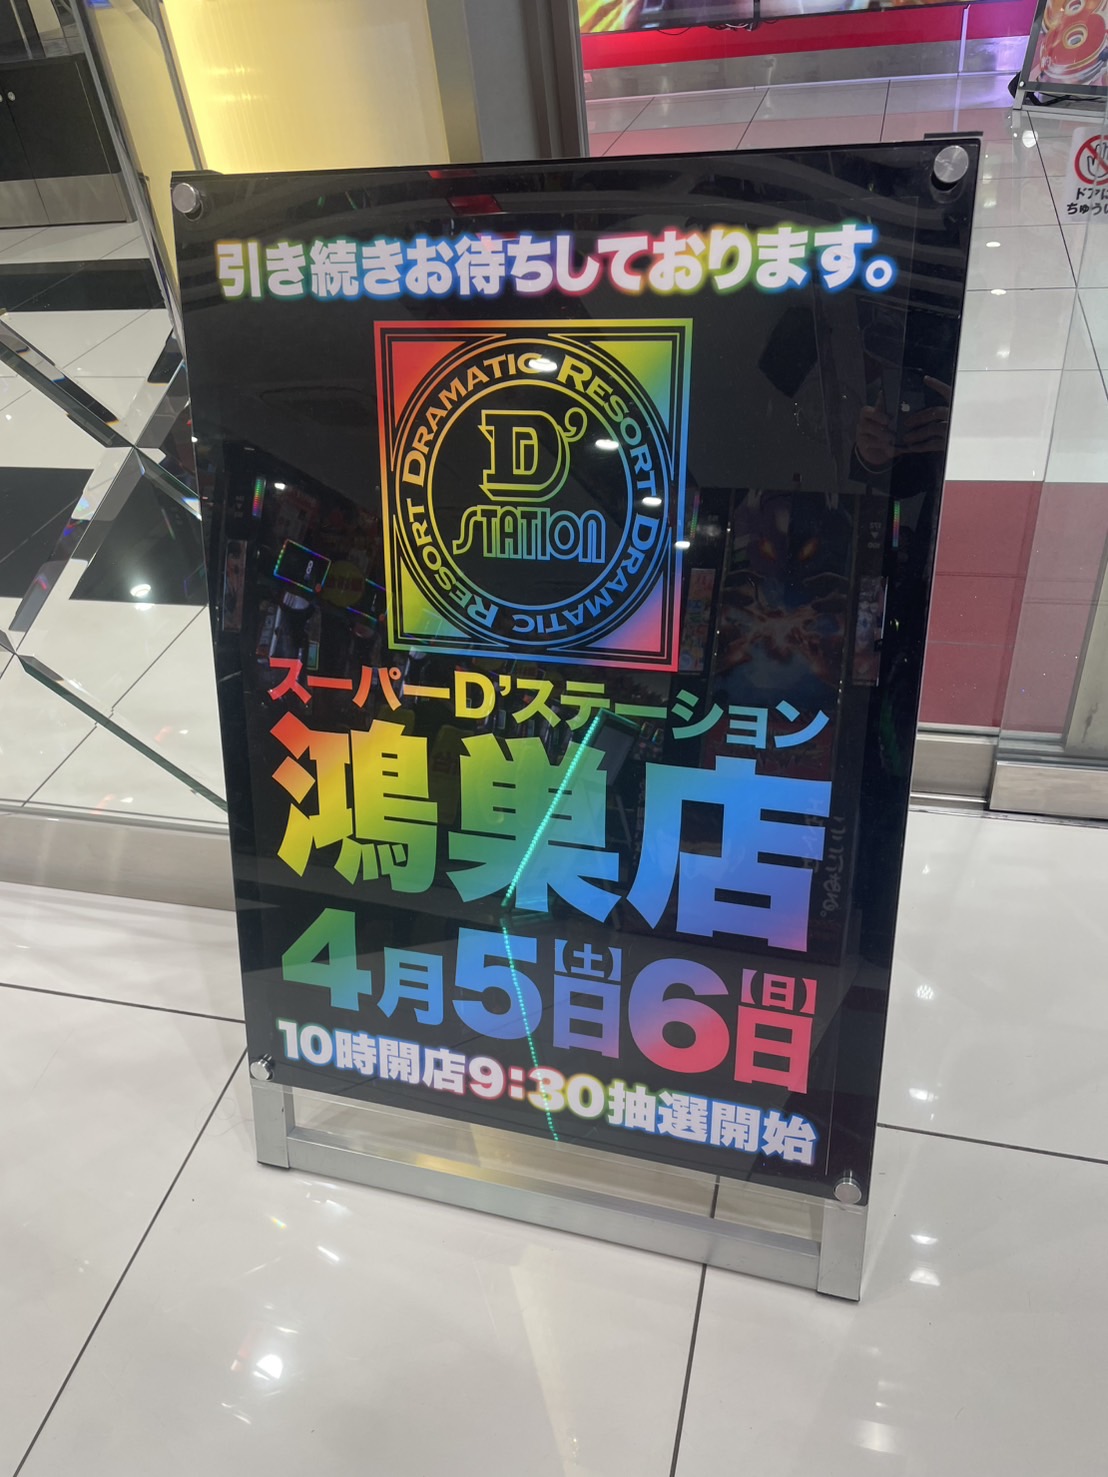 引き続きお待ちしております。
DRAMATIC RESORT DRAMATIC RESORT
D'
STATION
スーパーD'ステーション
鴻巣店
4月5日【土】6日【日】
10時開店9:30抽選開始